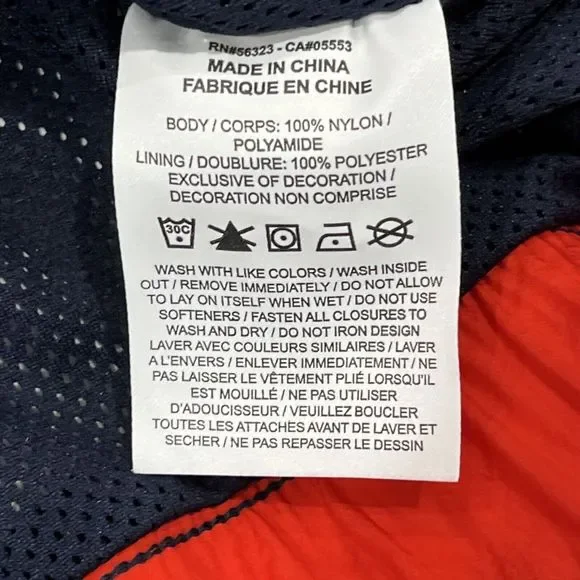 RN#56323 - CA#05553
MADE IN CHINA
FABRIQUE EN CHINE
BODY / CORPS: 100% NYLON /
POLYAMIDE
LINING / DOUBLURE: 100% POLYESTER
EXCLUSIVE OF DECORATION /
DECORATION NON COMPRISE
30C
WASH WITH LIKE COLORS / WASH INSIDE
OUT / REMOVE IMMEDIATELY / DO NOT ALLOW
TO LAY ON ITSELF WHEN WET / DO NOT USE
SOFTENERS / FASTEN ALL CLOSURES TO
WASH AND DRY / DO NOT IRON DESIGN
LAVER AVEC COULEURS SIMILAIRES / LAVER
A L'ENVERS / ENLEVER IMMEDIATEMENT / NE
PAS LAISSER LE VÊTEMENT PLIÉ LORSQU'IL
EST MOUILLÉ / NE PAS UTILISER
D'ADOUCISEUR / VEUILLEZ BOUCLER
TOUTES LES ATTACHES AVANT DE LAVER ET
SECHER / NE PAS REPASSER LE DESSIN